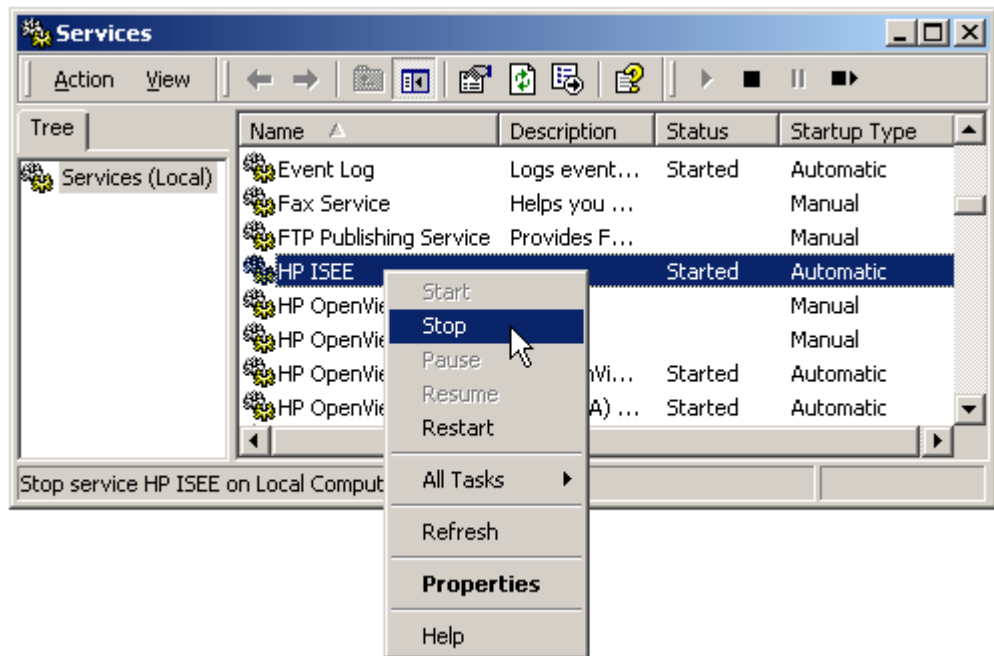 Services
Action View
Tree
Name Description Status Startup Type
Services (Local)
Event Log Logs event... Started Automatic
Fax Service Helps you ... Manual
FTP Publishing Service Provides F... Manual
HP ISEE Started Automatic
HP OpenVie Manual
HP OpenVie Manual
HP OpenVie nVi... Started Automatic
HP OpenVie A) ... Started Automatic
Start
Stop
Pause
Resume
Restart
All Tasks
Refresh
Properties
Help
Stop service HP ISEE on Local Comput